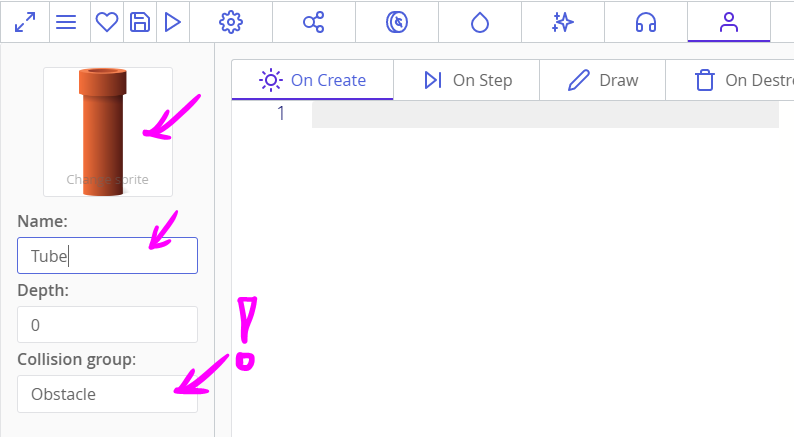 On Create
On Step
Draw
On Destro
1
Change sprite
Name:
Tube
Depth:
0
Collision group:
Obstacle
!